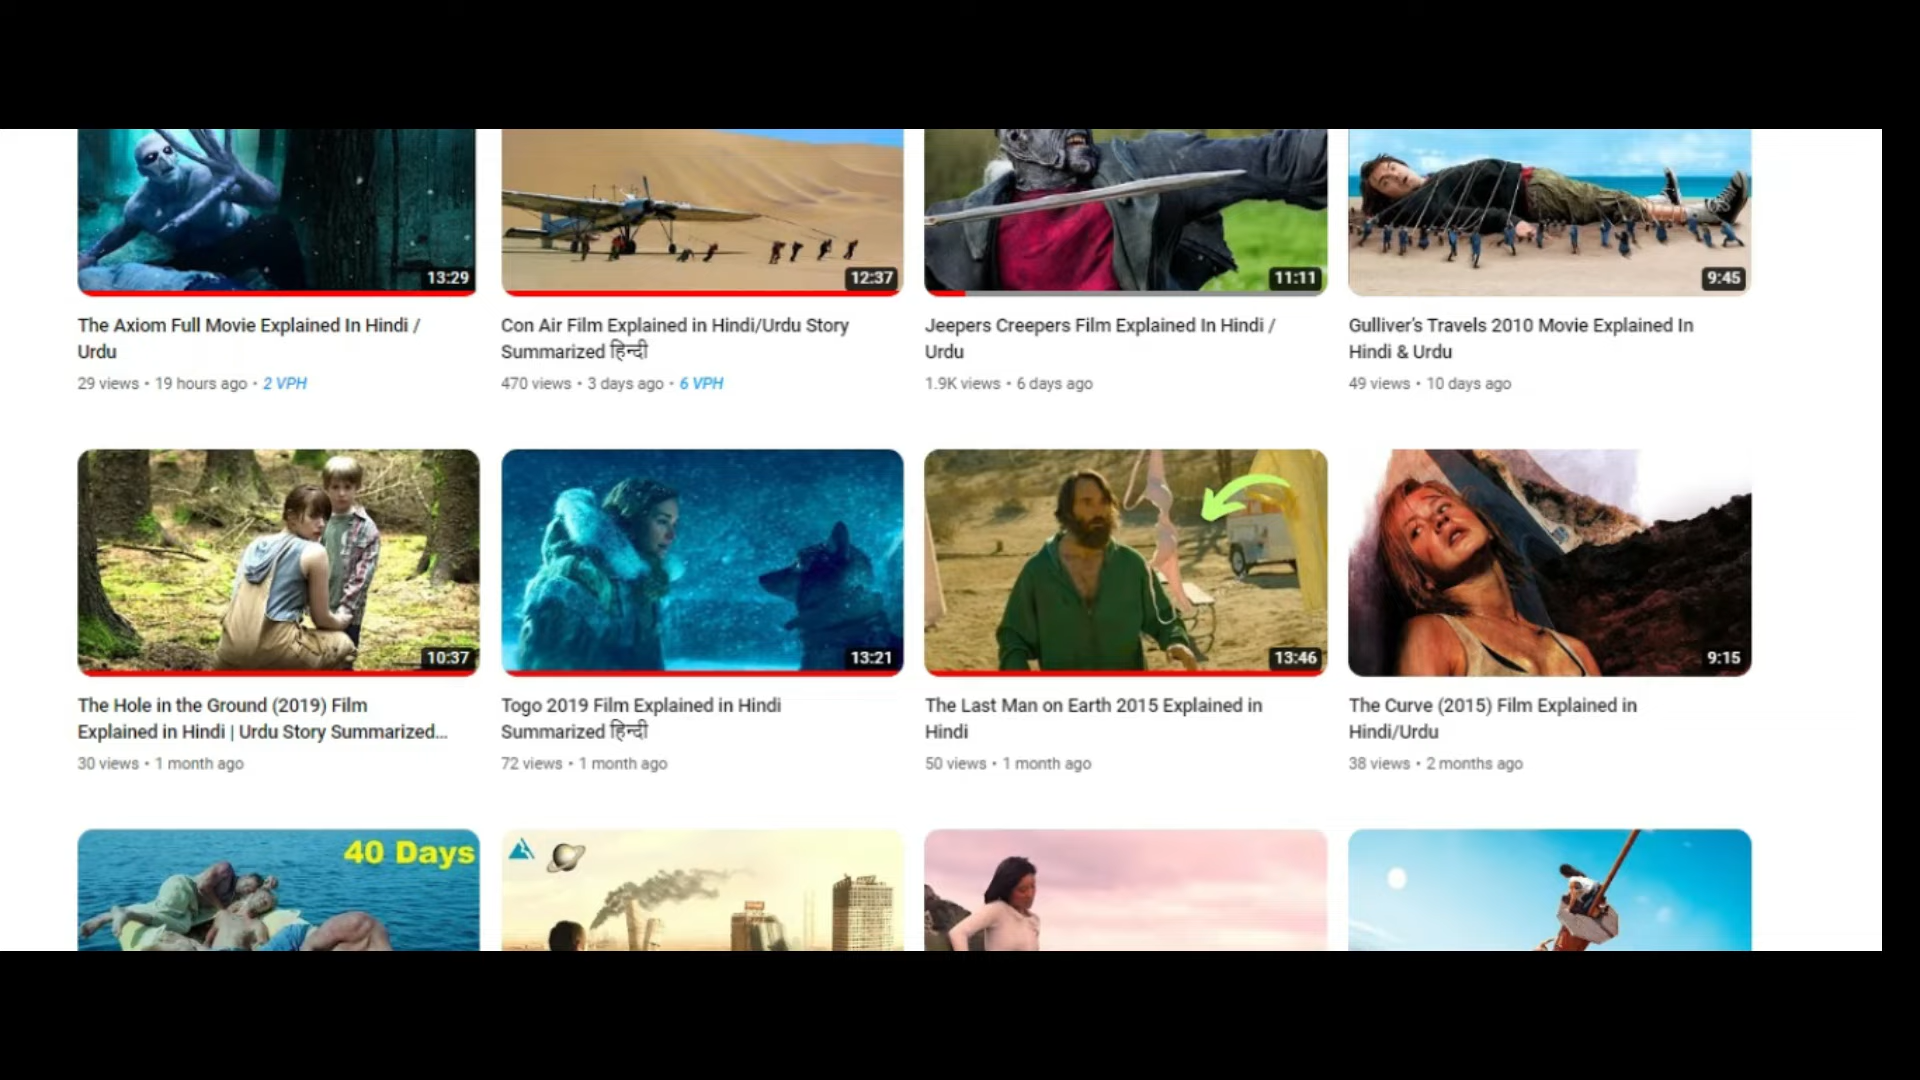 13:29
12:37
11:11
9:45
The Axiom Full Movie Explained In Hindi /
Urdu
29 views • 19 hours ago • 2 VPH
Con Air Film Explained in Hindi/Urdu Story
Summarized हिन्दी
470 views • 3 days ago • 6 VPH
Jeepers Creepers Film Explained In Hindi /
Urdu
1.9K views • 6 days ago
Gulliver's Travels 2010 Movie Explained In
Hindi & Urdu
49 views • 10 days ago
10:37
13:21
13:46
9:15
The Hole in the Ground (2019) Film
Explained in Hindi | Urdu Story Summarized...
30 views • 1 month ago
Togo 2019 Film Explained in Hindi
Summarized हिन्दी
72 views • 1 month ago
The Last Man on Earth 2015 Explained in
Hindi
50 views • 1 month ago
The Curve (2015) Film Explained in
Hindi/Urdu
38 views • 2 months ago
40 Days